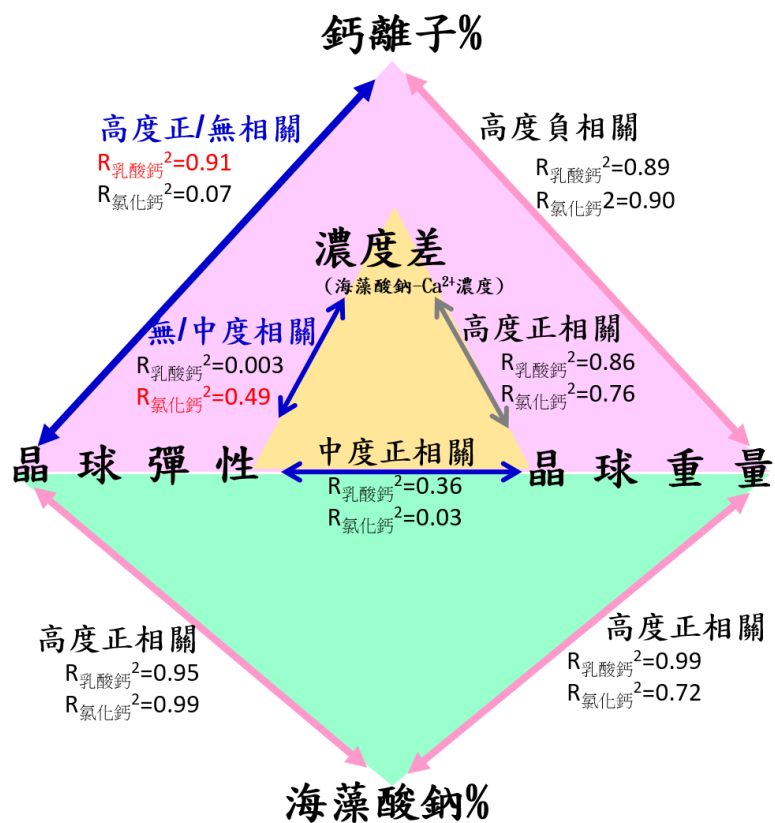 鈣離子%
高度正/無相關
R乳酸鈣²=0.91
R氯化鈣²=0.07
高度負相關
R乳酸鈣²=0.89
R氯化鈣2=0.90
濃度差
(海藻酸鈉-Ca²⁺濃度)
無/中度相關
R乳酸鈣²=0.003
R氯化鈣²=0.49
高度正相關
R乳酸鈣²=0.86
R氯化鈣²=0.76
晶球彈性
中度正相關
R乳酸鈣²=0.36
R氯化鈣²=0.03
晶球重量
高度正相關
R乳酸鈣²=0.95
R氯化鈣²=0.99
高度正相關
R乳酸鈣²=0.99
R氯化鈣²=0.72
海藻酸鈉%